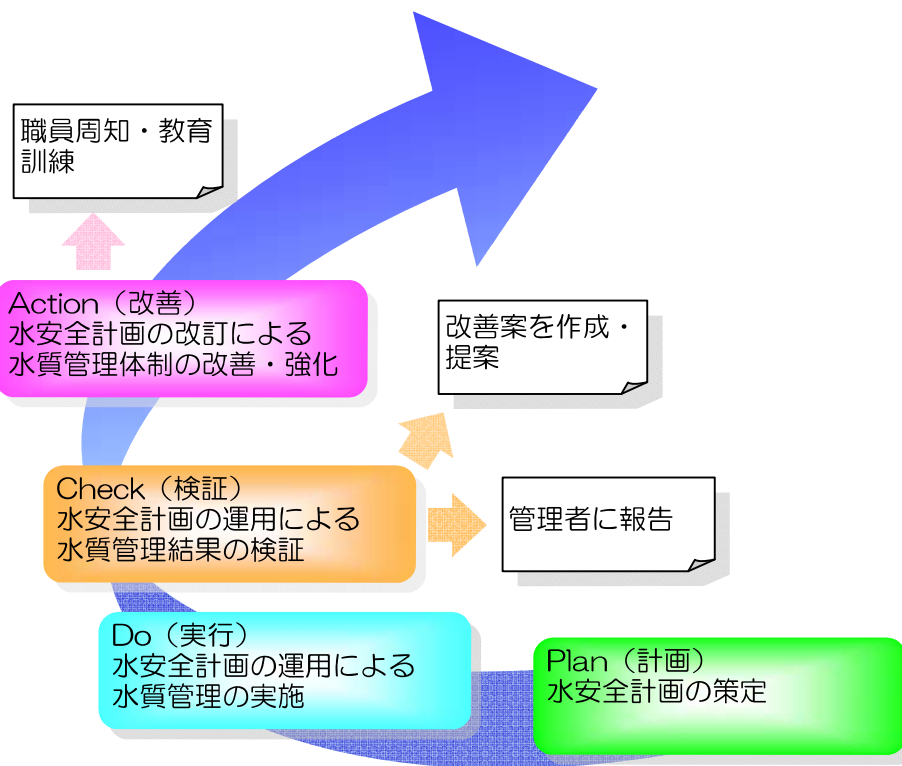 職員周知・教育
訓練
Action（改善）
水安全計画の改訂による
水質管理体制の改善・強化
改善案を作成・
提案
Check（検証）
水安全計画の運用による
水質管理結果の検証
管理者に報告
Do（実行）
水安全計画の運用による
水質管理の実施
Plan（計画）
水安全計画の策定